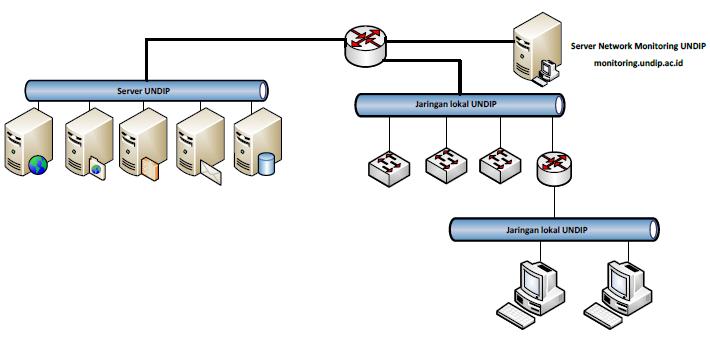 Server Network Monitoring UNDIP
monitoring.undip.ac.id
Server UNDIP
Jaringan lokal UNDIP
Jaringan lokal UNDIP